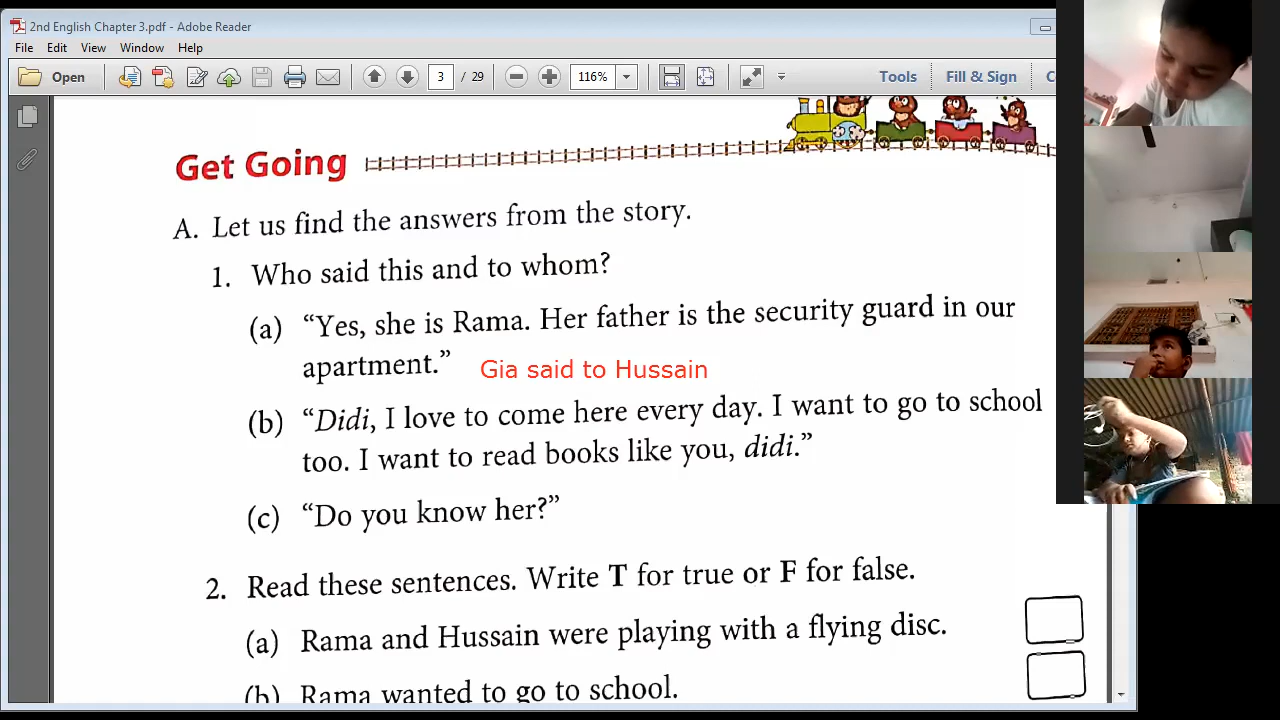 2nd English Chapter 3.pdf - Adobe Reader
File Edit View Window Help
Open 3 / 29 116% Tools Fill & Sign C
Get Going
A. Let us find the answers from the story.
1. Who said this and to whom?
(a) “Yes, she is Rama. Her father is the security guard in our
apartment.” Gia said to Hussain
(b) “Didi, I love to come here every day. I want to go to school
too. I want to read books like you, didi.”
(c) “Do you know her?”
2. Read these sentences. Write T for true or F for false.
(a) Rama and Hussain were playing with a flying disc.
(b) Rama wanted to go to school.